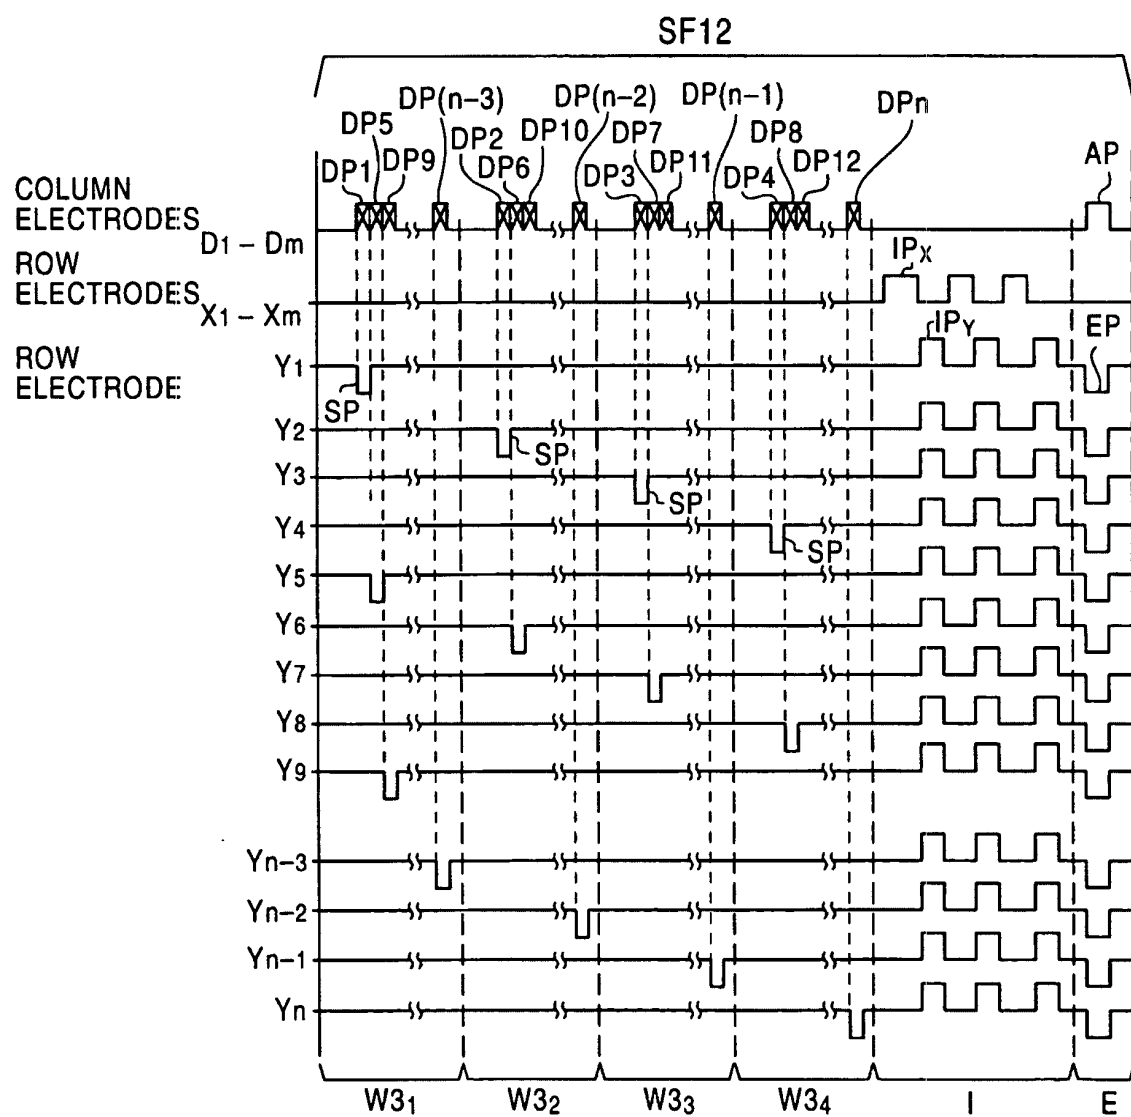 SF12
DP(n-3) DP(n-2) DP(n-1) DPn
DP5 DP2 DP10 DP7 DP8
DP1 DP9 DP6 DP3 DP11 DP4 DP12 AP
COLUMN
ELECTRODES
D1 - Dm
ROW
ELECTRODES
X1 - Xm
IPX
IPY
EP
ROW
ELECTRODE
Y1
SP
Y2
SP
Y3
SP
Y4
SP
Y5
Y6
Y7
Y8
Y9
Yn-3
Yn-2
Yn-1
Yn
W31 W32 W33 W34 I E